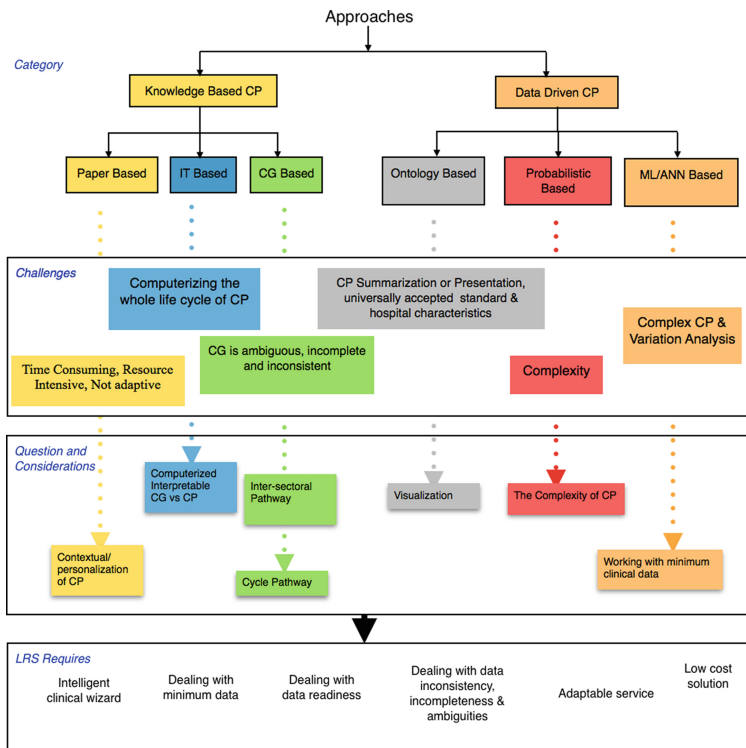 Approaches
Category
Knowledge Based CP
Data Driven CP
Paper Based
IT Based
CG Based
Ontology Based
Probabilistic
Based
ML/ANN Based
Challenges
Computerizing the
whole life cycle of CP
CP Summarization or Presentation,
universally accepted standard &
hospital characteristics
Complex CP &
Variation Analysis
CG is ambiguous, incomplete
and inconsistent
Time Consuming, Resource
Intensive, Not adaptive
Complexity
Question and
Considerations
Computerized
Interpretable
CG vs CP
Inter-sectoral
Pathway
Visualization
The Complexity of CP
Contextual/
personalization
of CP
Cycle Pathway
Working with minimum
clinical data
LRS Requires
Intelligent
clinical wizard
Dealing with
minimum data
Dealing with
data readiness
Dealing with data
inconsistency,
incompleteness &
ambiguities
Adaptable service
Low cost
solution